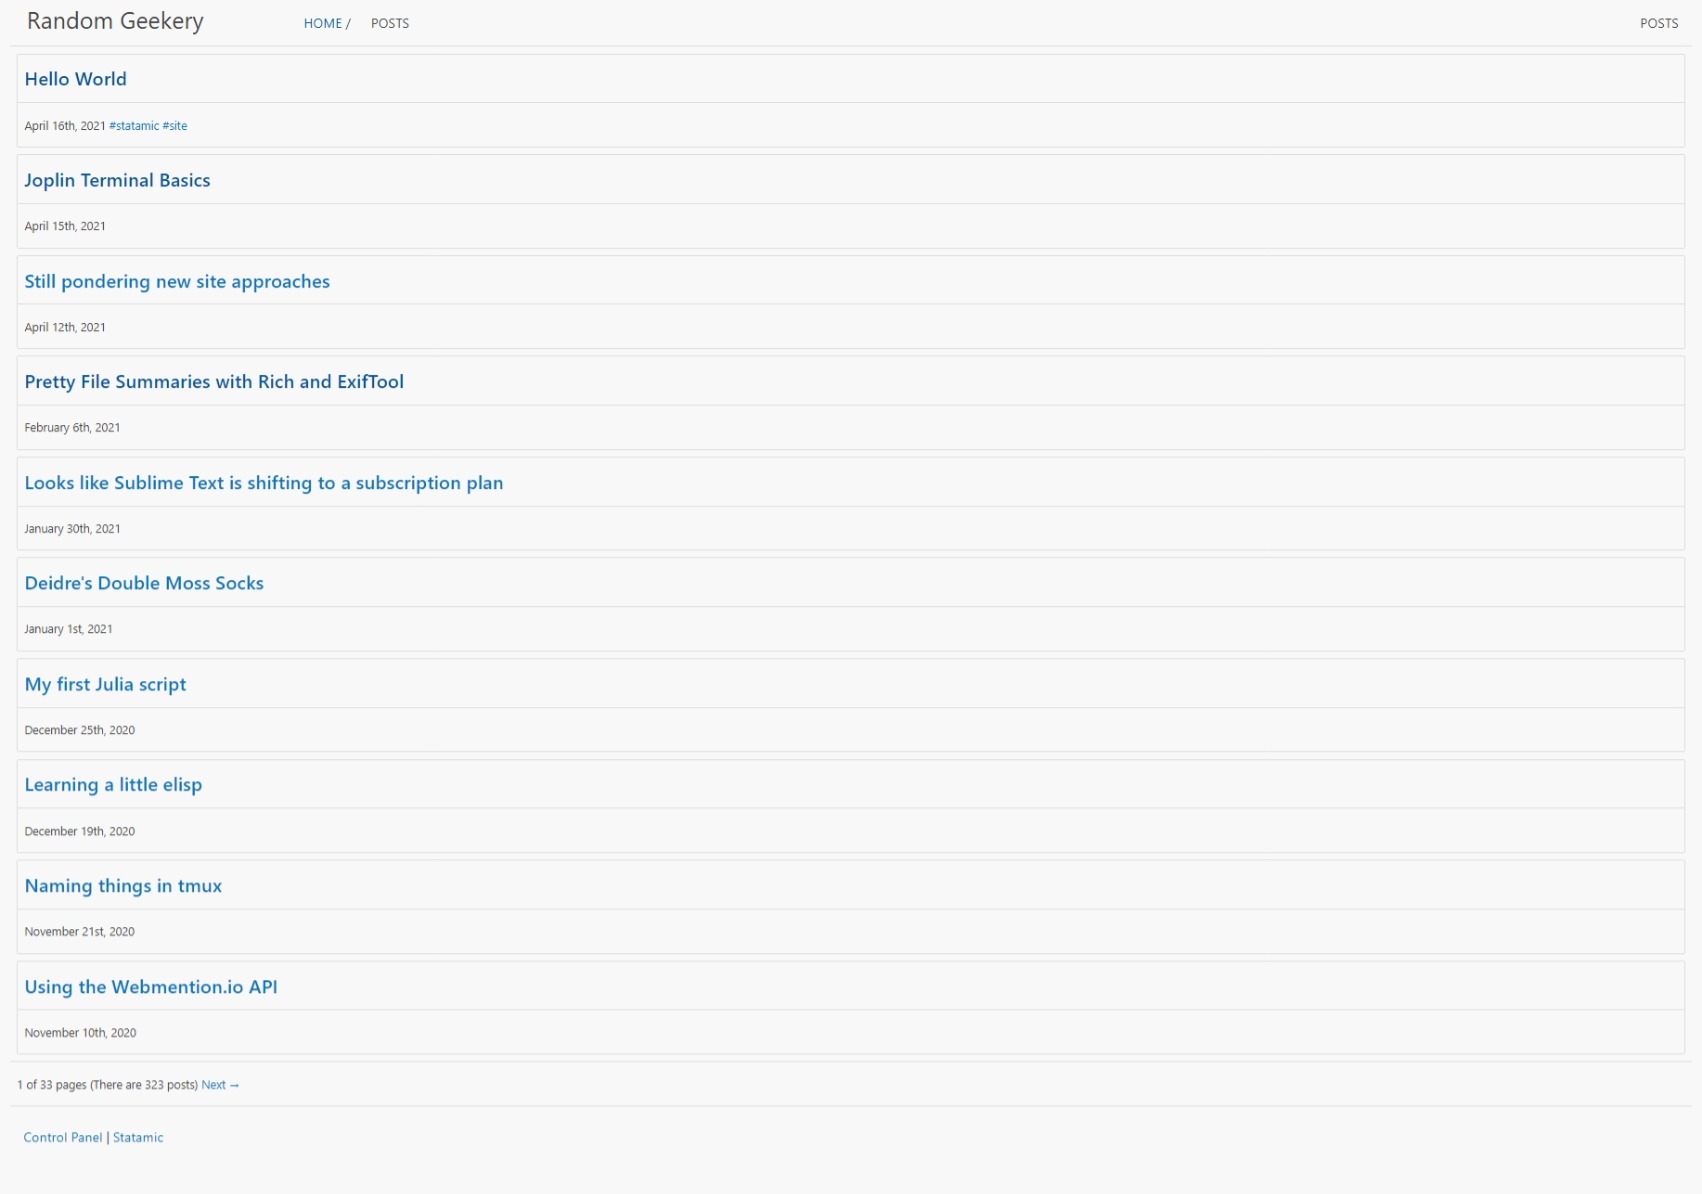 Random Geekery HOME / POSTS POSTS
Hello World
April 16th, 2021 #statamic #site
Joplin Terminal Basics
April 15th, 2021
Still pondering new site approaches
April 12th, 2021
Pretty File Summaries with Rich and ExifTool
February 6th, 2021
Looks like Sublime Text is shifting to a subscription plan
January 30th, 2021
Deidre's Double Moss Socks
January 1st, 2021
My first Julia script
December 25th, 2020
Learning a little elisp
December 19th, 2020
Naming things in tmux
November 21st, 2020
Using the Webmention.io API
November 10th, 2020
1 of 33 pages (There are 323 posts) Next →
Control Panel | Statamic